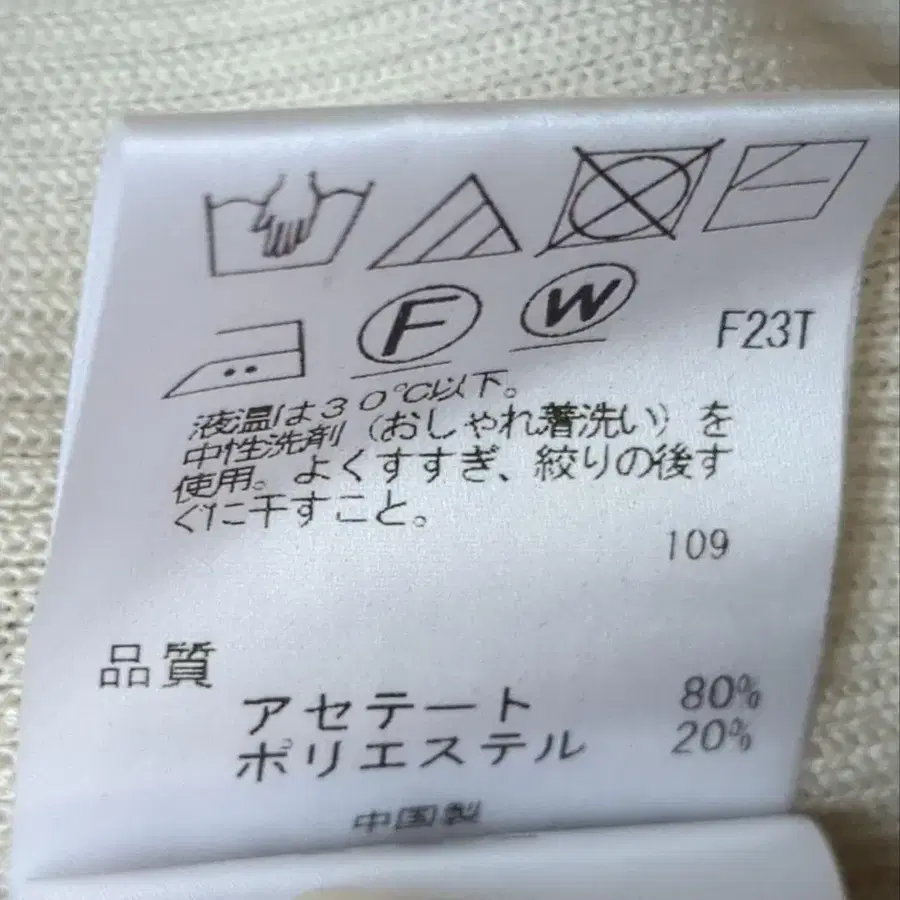 F W F23T
液温は30℃以下。
中性洗剤（おしゃれ着洗い）を
使用。よくすすぎ、絞りの後す
ぐに干すこと。
109
品質
アセテート 80%
ポリエステル 20%
中国製